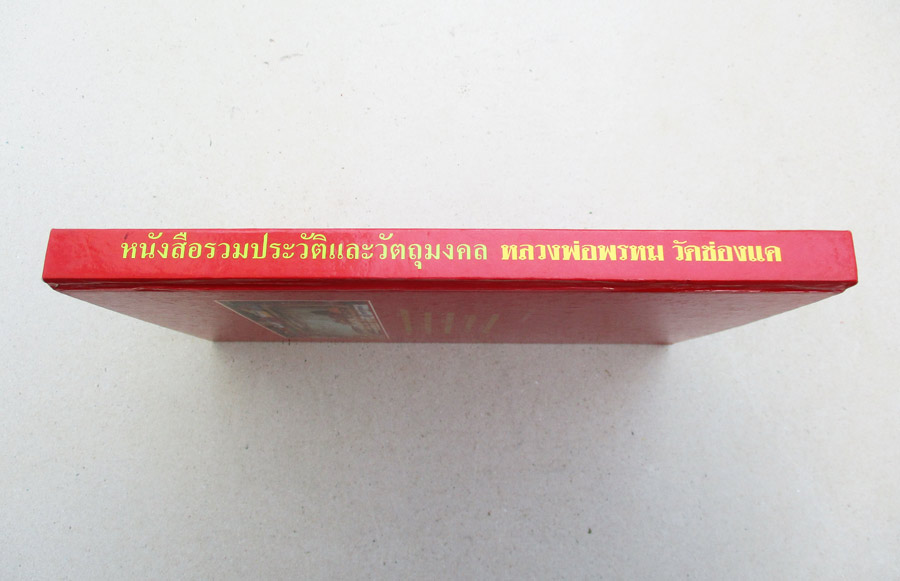 หนังสือรวมประวัติและวัตถุมงคล หลวงพ่อพรหม วัดช่องแค